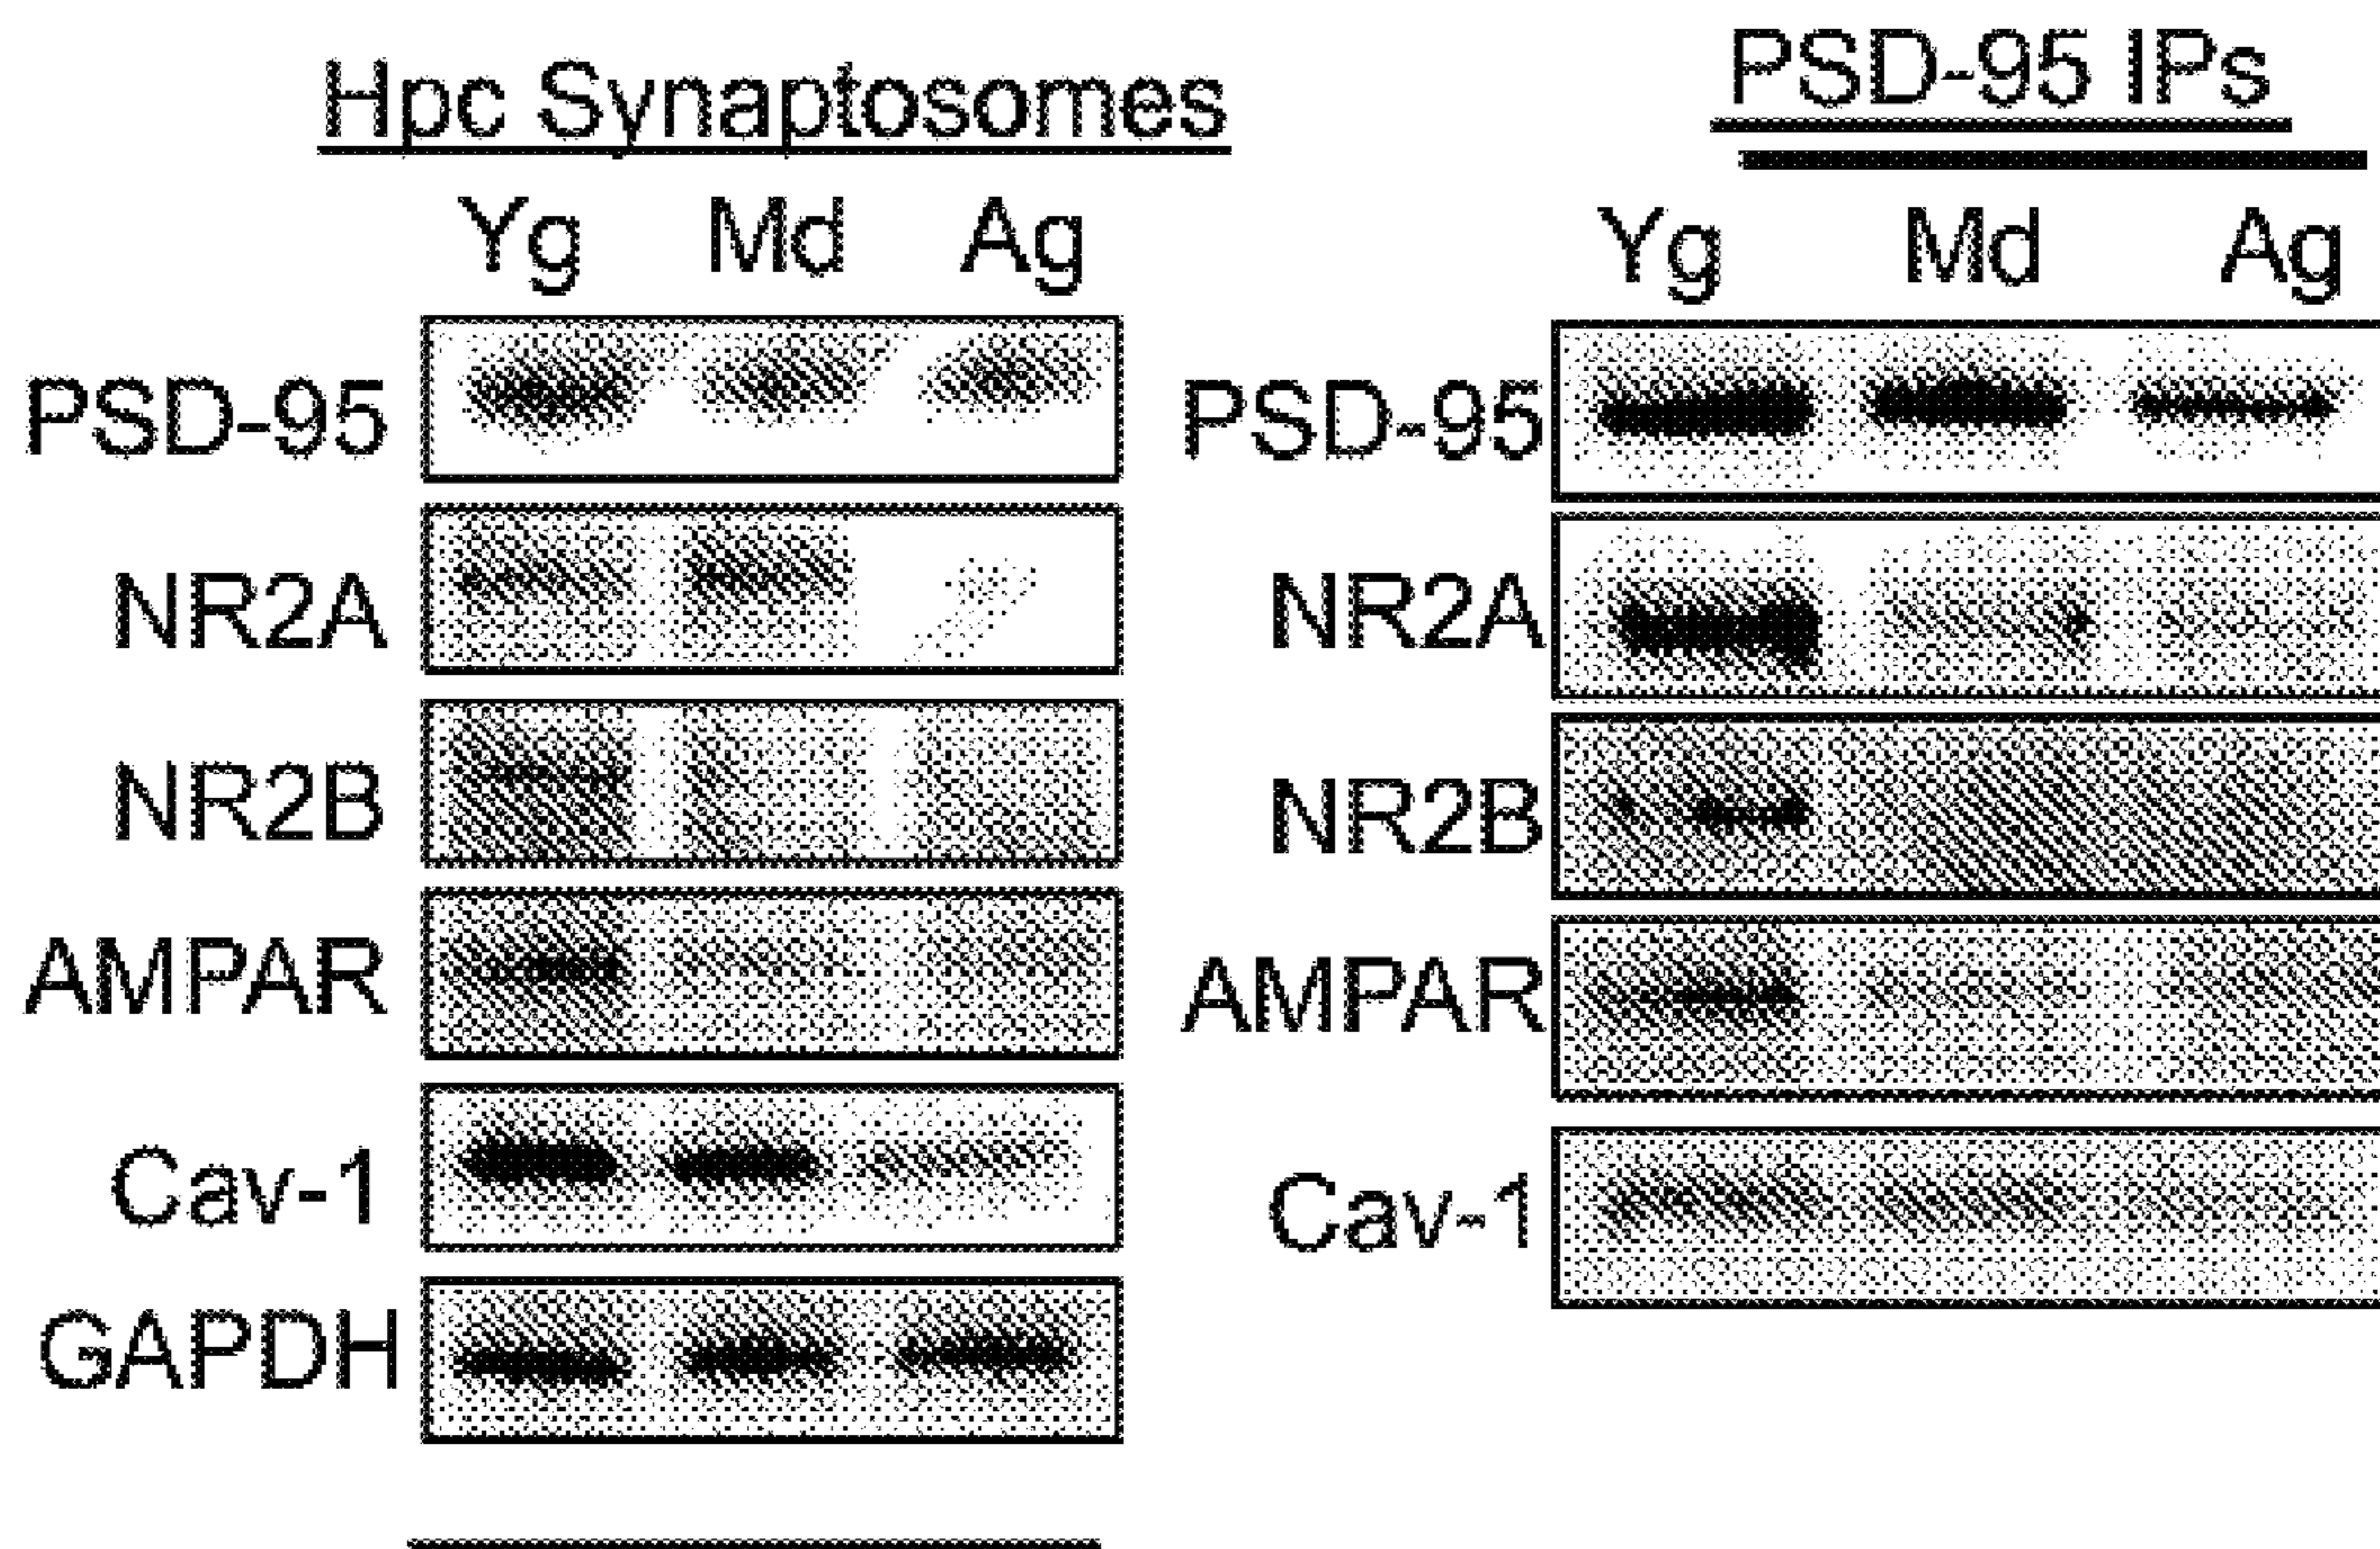 Hpc Synaptosomes
Yg Md Ag
PSD-95
NR2A
NR2B
AMPAR
Cav-1
GAPDH
PSD-95 IPs
Yg Md Ag
PSD-95
NR2A
NR2B
AMPAR
Cav-1